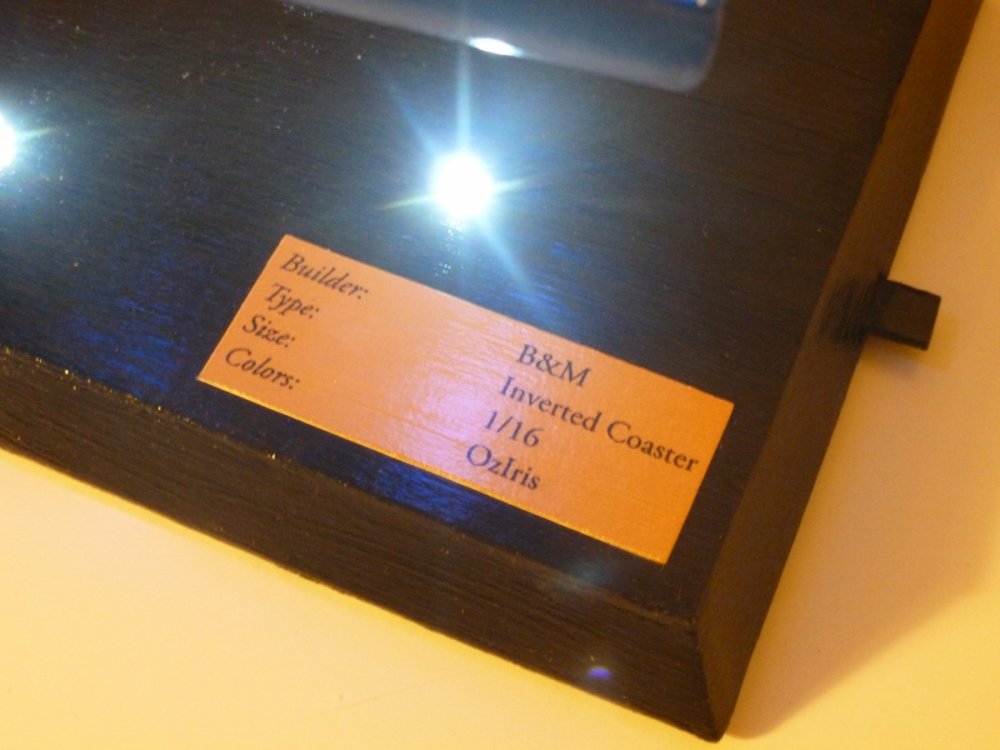 Builder: B&M
Type: Inverted Coaster
Size: 1/16
Colors: OzIris